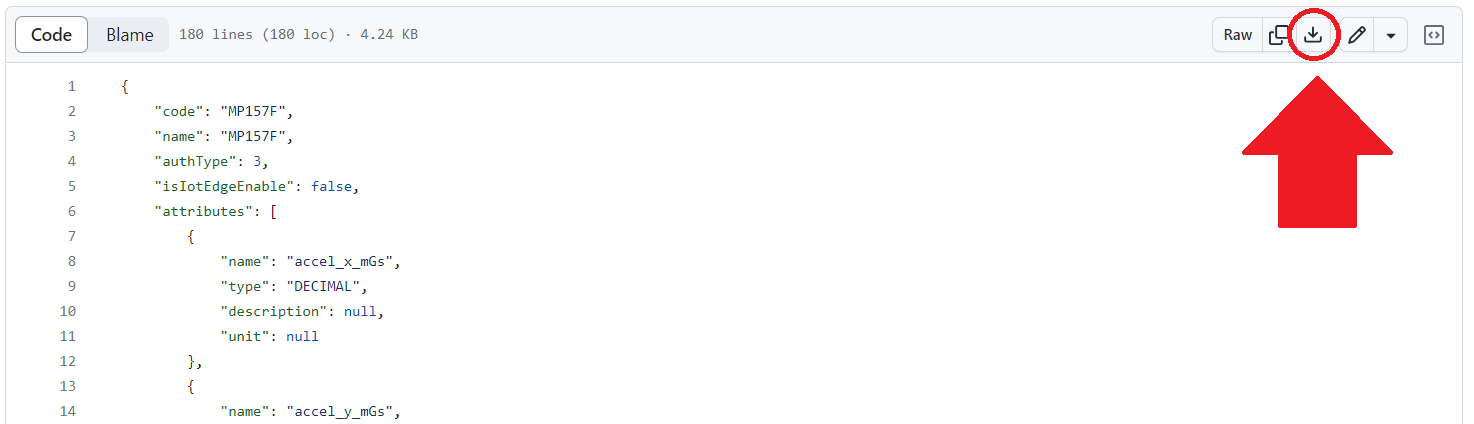 Code Blame 180 lines (180 loc) · 4.24 KB Raw
1 {
2 "code": "MP157F",
3 "name": "MP157F",
4 "authType": 3,
5 "isIotEdgeEnable": false,
6 "attributes": [
7 {
8 "name": "accel_x_mGs",
9 "type": "DECIMAL",
10 "description": null,
11 "unit": null
12 },
13 {
14 "name": "accel_y_mGs",